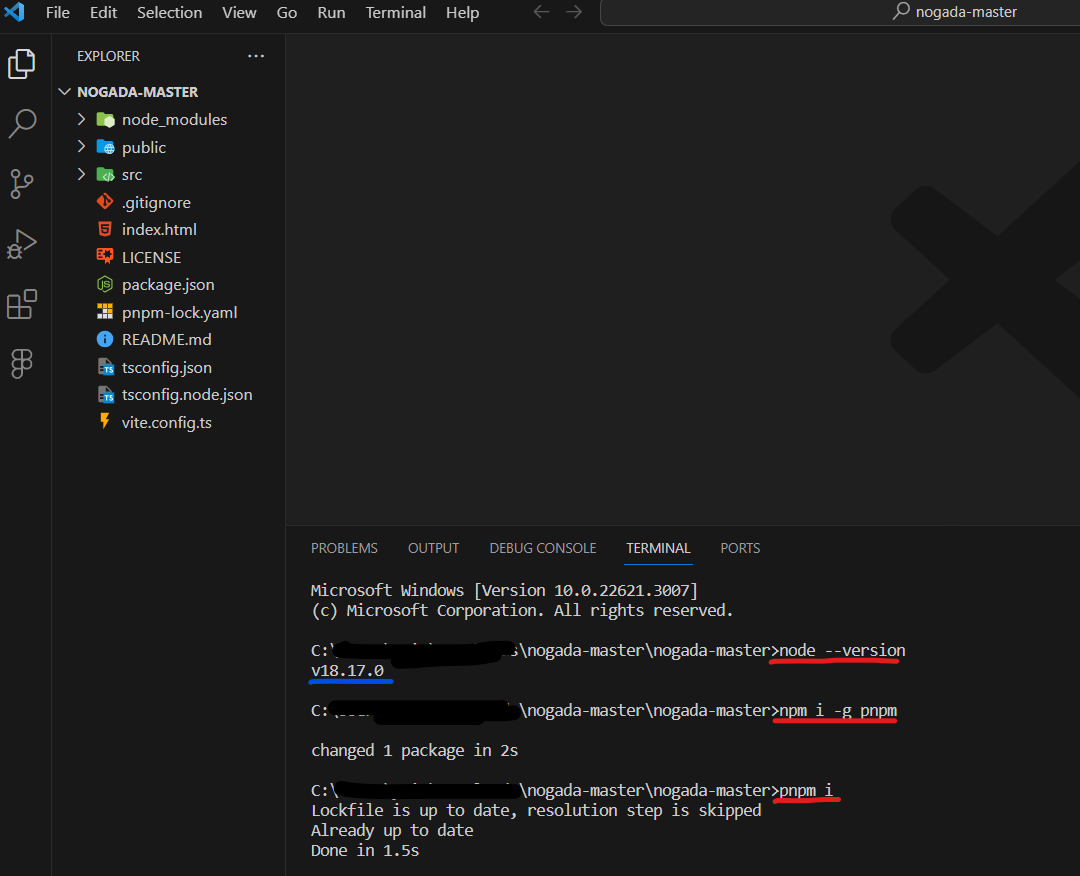 File Edit Selection View Go Run Terminal Help
nogada-master
EXPLORER
NOGADA-MASTER
node_modules
public
src
.gitignore
index.html
LICENSE
package.json
pnpm-lock.yaml
README.md
tsconfig.json
tsconfig.node.json
vite.config.ts
PROBLEMS OUTPUT DEBUG CONSOLE TERMINAL PORTS
Microsoft Windows [Version 10.0.22621.3007]
(c) Microsoft Corporation. All rights reserved.
C:\ s\nogada-master\nogada-master>node --version
v18.17.0
C:\ \nogada-master\nogada-master>npm i -g pnpm
changed 1 package in 2s
C:\ \nogada-master\nogada-master>pnpm i
Lockfile is up to date, resolution step is skipped
Already up to date
Done in 1.5s